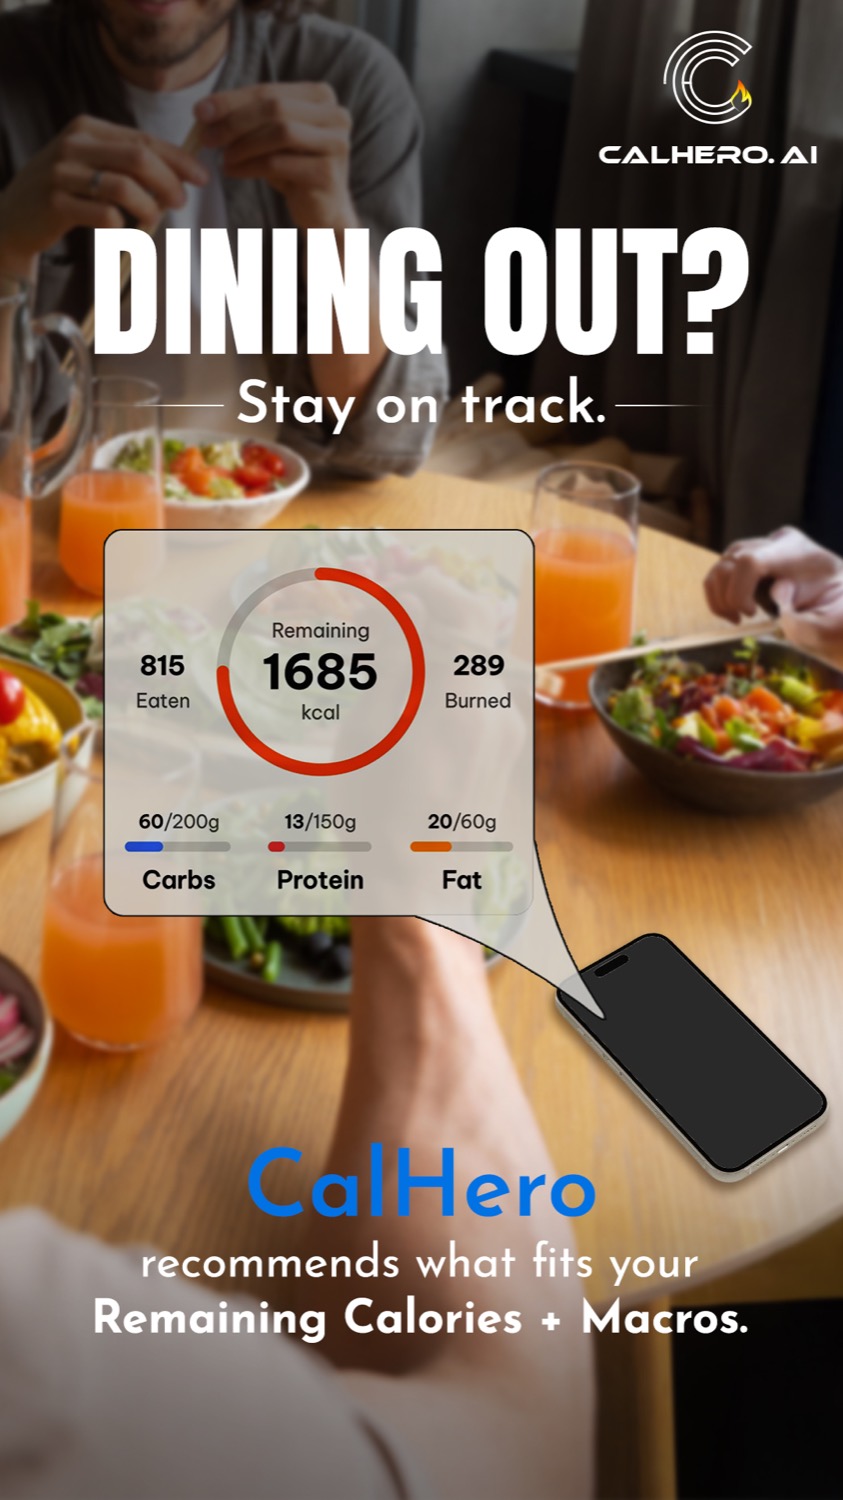 CALHERO.AI
DINING OUT?
Stay on track.
Remaining
815 1685 289
Eaten kcal Burned
60/200g 13/150g 20/60g
Carbs Protein Fat
CalHero
recommends what fits your
Remaining Calories + Macros.